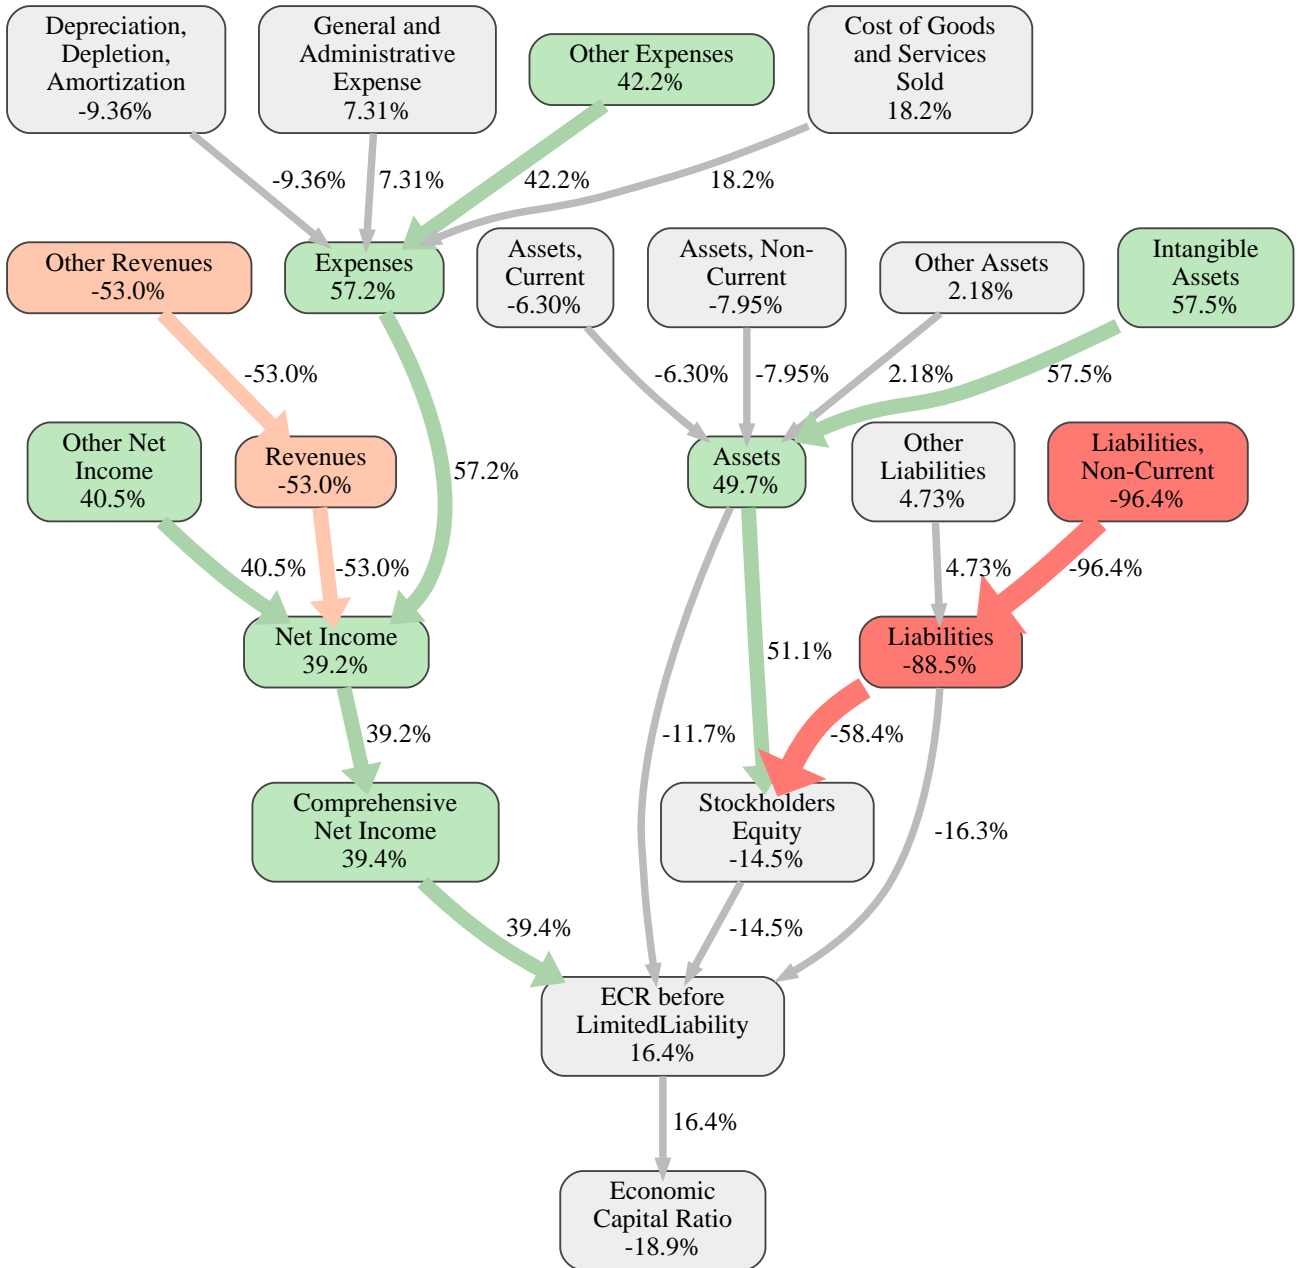 Depreciation,
Depletion,
Amortization
-9.36%
General and
Administrative
Expense
7.31%
Other Expenses
42.2%
Cost of Goods
and Services
Sold
18.2%
-9.36%
7.31%
42.2%
18.2%
Other Revenues
-53.0%
Expenses
57.2%
Assets,
Current
-6.30%
Assets, Non-
Current
-7.95%
Other Assets
2.18%
Intangible
Assets
57.5%
-53.0%
-6.30%
-7.95%
2.18%
57.5%
Other Net
Income
40.5%
Revenues
-53.0%
57.2%
Assets
49.7%
Other
Liabilities
4.73%
Liabilities,
Non-Current
-96.4%
40.5%
-53.0%
4.73%
-96.4%
Net Income
39.2%
51.1%
Liabilities
-88.5%
39.2%
-11.7%
-58.4%
Comprehensive
Net Income
39.4%
Stockholders
Equity
-14.5%
-16.3%
39.4%
-14.5%
ECR before
LimitedLiability
16.4%
16.4%
Economic
Capital Ratio
-18.9%